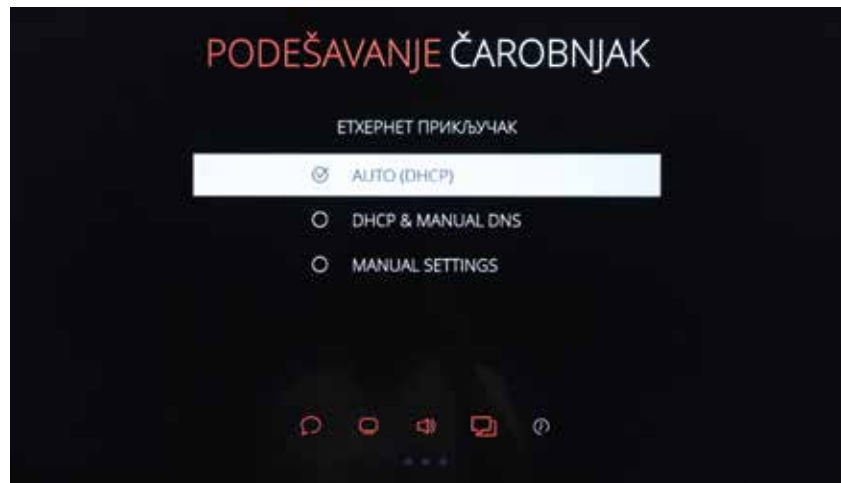 PODEŠAVANJE ČAROBNJAK
ЕТХЕРНЕТ ПРИКЉУЧАК
AUTO (DHCP)
DHCP & MANUAL DNS
MANUAL SETTINGS